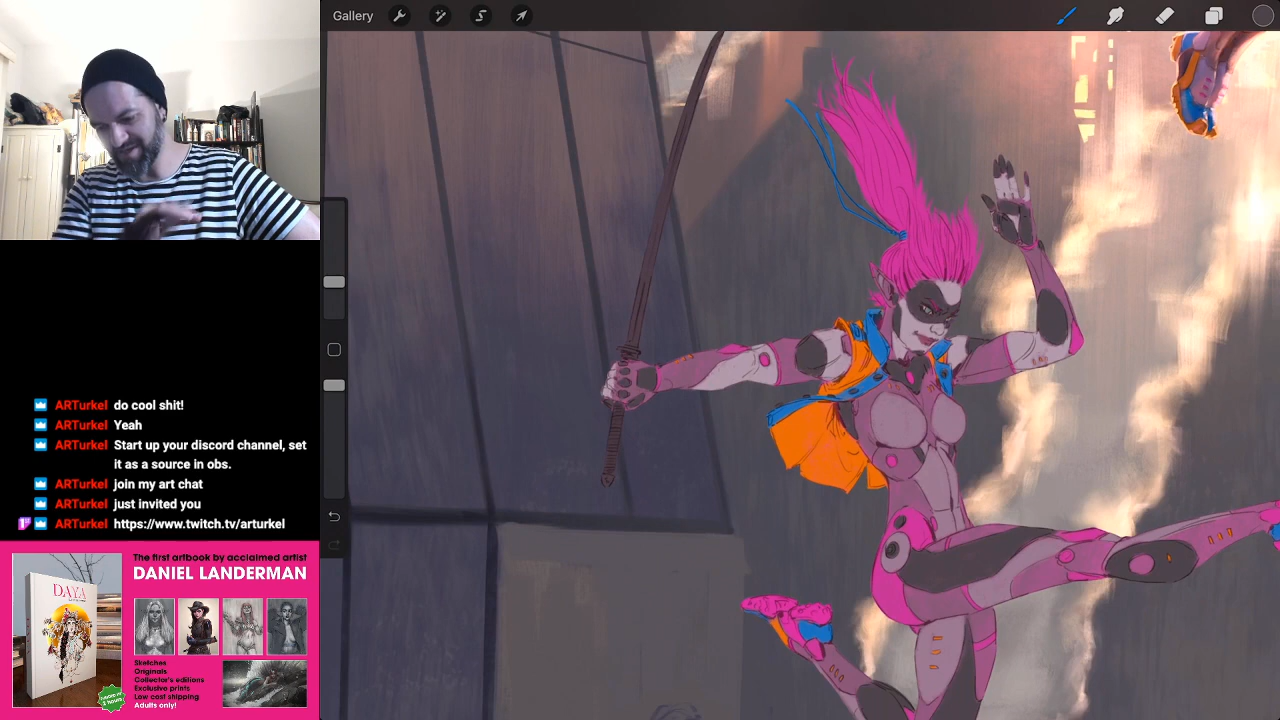 Gallery
ARTurkel do cool shit!
ARTurkel Yeah
ARTurkel Start up your discord channel, set
it as a source in obs.
ARTurkel join my art chat
ARTurkel just invited you
ARTurkel https://www.twitch.tv/arturkel
The first artbook by acclaimed artist
DANIEL LANDERMAN
DAYA
Sketches
Originals
Collector's editions
Exclusive prints
Low cost shipping
Adults only!